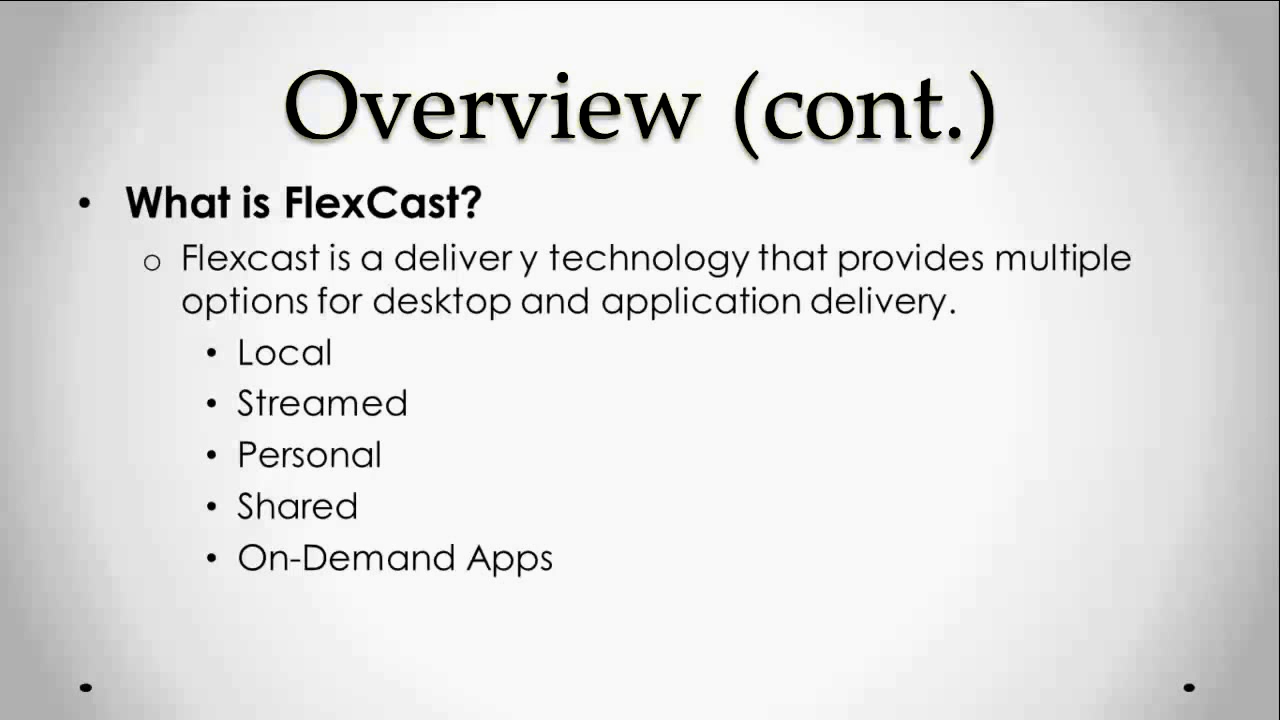 Overview (cont.)
• What is FlexCast?
o Flexcast is a deliver y technology that provides multiple
options for desktop and application delivery.
• Local
• Streamed
• Personal
• Shared
• On-Demand Apps